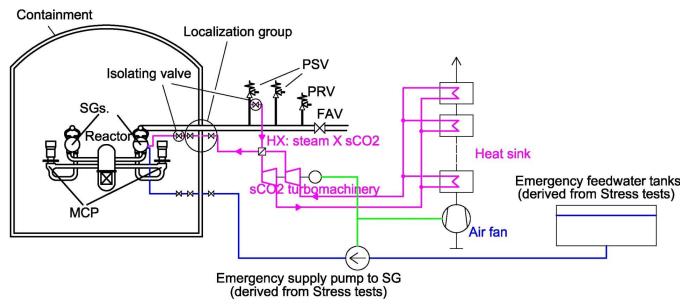 Containment
Localization group
Isolating valve
PSV
PRV
FAV
SGs.
Reactor
HX: steam X sCO2
Heat sink
sCO2 turbomachinery
MCP
Emergency feedwater tanks
(derived from Stress tests)
Air fan
Emergency supply pump to SG
(derived from Stress tests)